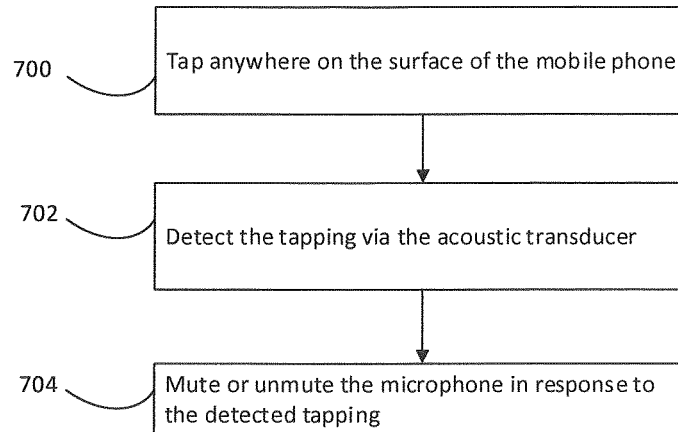 700
Tap anywhere on the surface of the mobile phone
702
Detect the tapping via the acoustic transducer
704
Mute or unmute the microphone in response to
the detected tapping